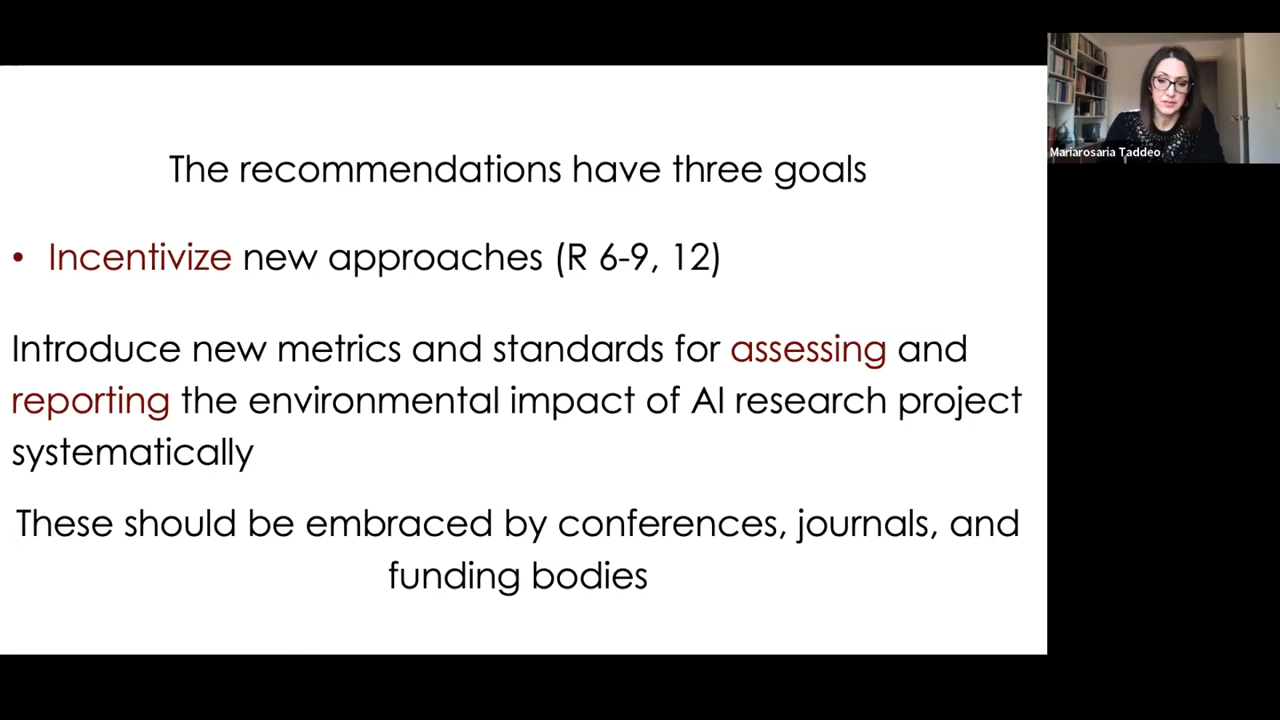 The recommendations have three goals
• Incentivize new approaches (R 6-9, 12)
Introduce new metrics and standards for assessing and
reporting the environmental impact of AI research project
systematically
These should be embraced by conferences, journals, and
funding bodies
Mariarosaria Taddeo